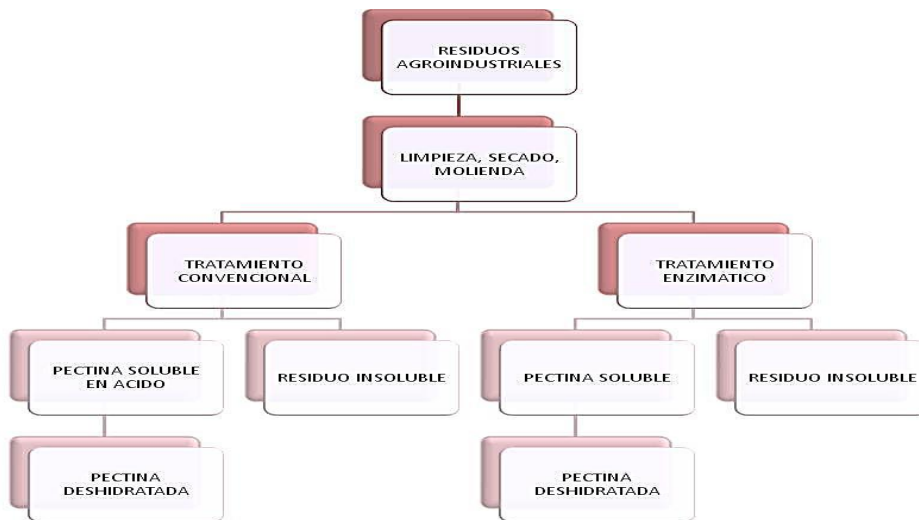 RESIDUOS
AGROINDUSTRIALES
LIMPIEZA, SECADO,
MOLIENDA
TRATAMIENTO
CONVENCIONAL
TRATAMIENTO
ENZIMATICO
PECTINA SOLUBLE
EN ACIDO
RESIDUO INSOLUBLE
PECTINA SOLUBLE
RESIDUO INSOLUBLE
PECTINA
DESHIDRATADA
PECTINA
DESHIDRATADA